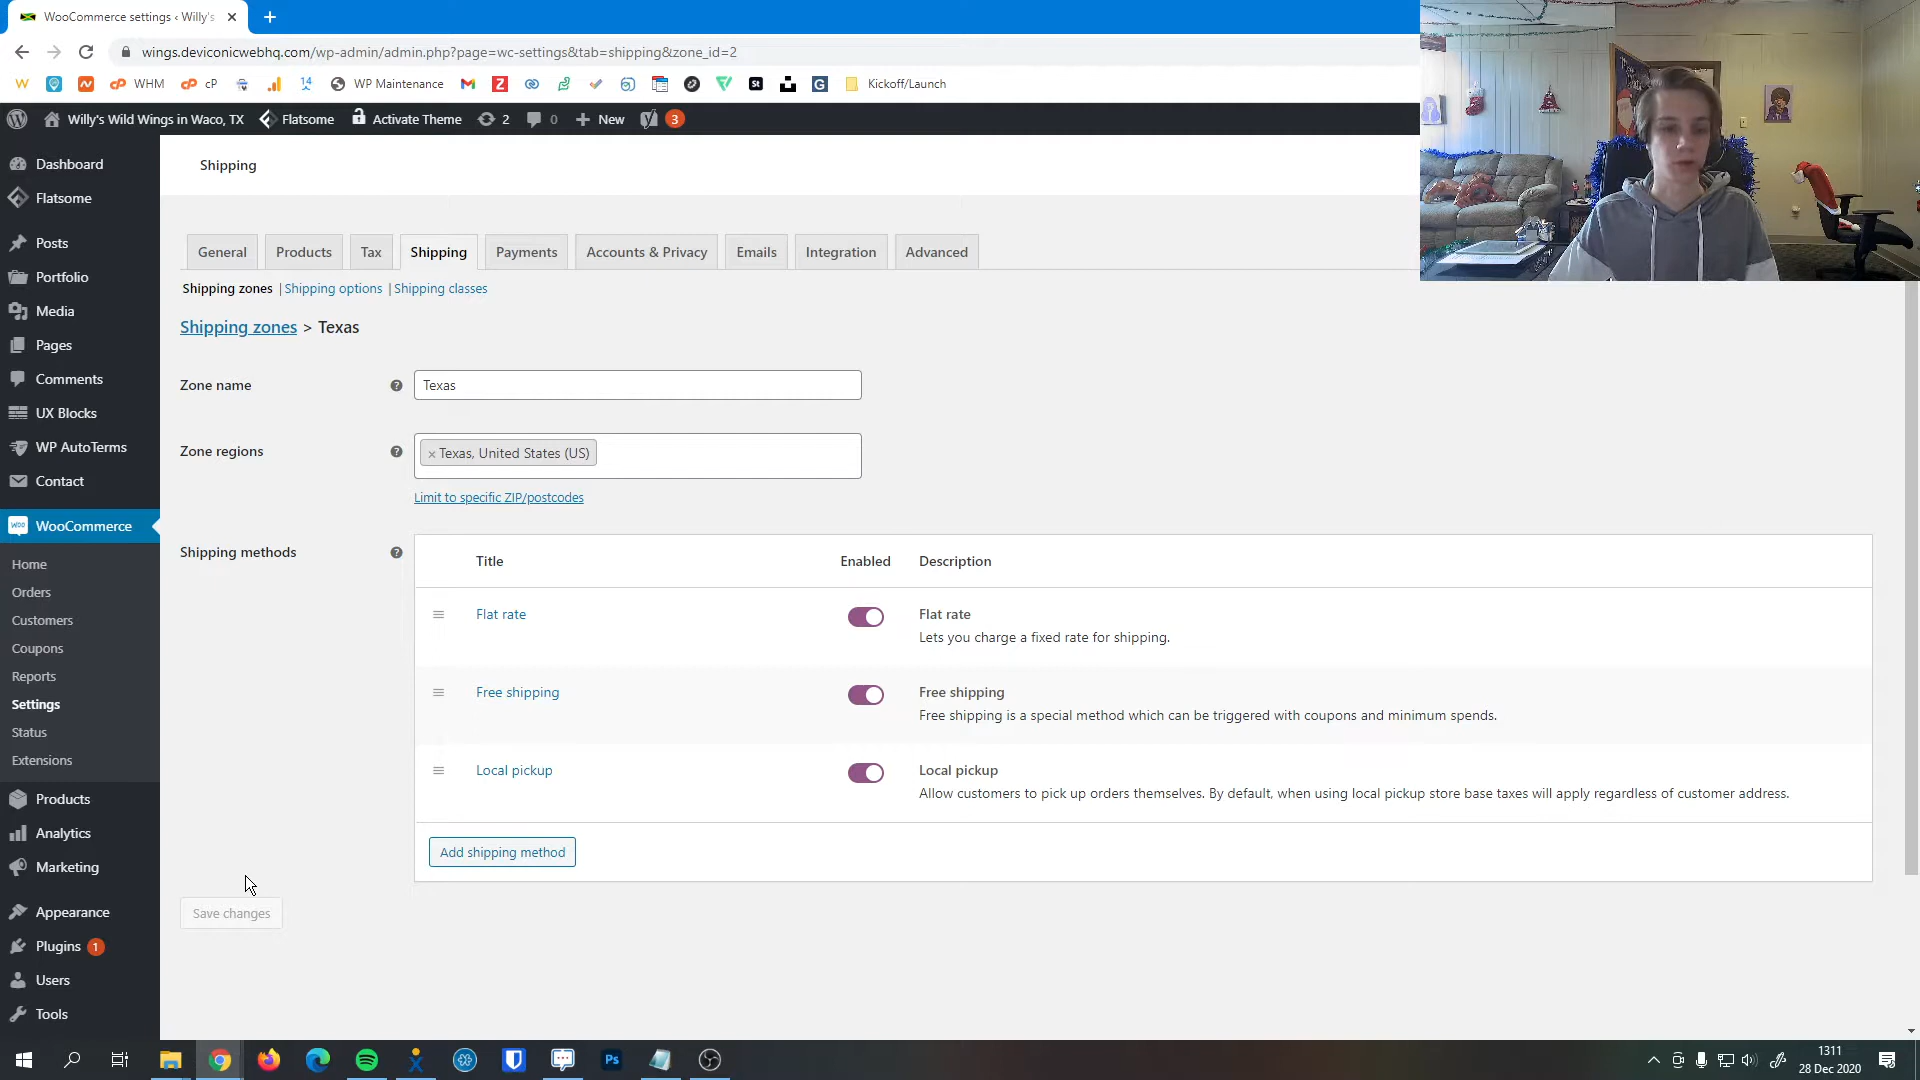 WooCommerce settings ‹ Willy's
wings.deviconicwebhq.com/wp-admin/admin.php?page=wc-settings&tab=shipping&zone_id=2
WHM cP 14 WP Maintenance Kickoff/Launch
Willy's Wild Wings in Waco, TX Flatsome Activate Theme 2 0 New 3
Dashboard
Flatsome
Posts
Portfolio
Media
Pages
Comments
UX Blocks
WP AutoTerms
Contact
WooCommerce
Home
Orders
Customers
Coupons
Reports
Settings
Status
Extensions
Products
Analytics
Marketing
Appearance
Plugins 1
Users
Tools
Shipping
General Products Tax Shipping Payments Accounts & Privacy Emails Integration Advanced
Shipping zones | Shipping options | Shipping classes
Shipping zones > Texas
Zone name Texas
Zone regions × Texas, United States (US)
Limit to specific ZIP/postcodes
Shipping methods
Title Enabled Description
Flat rate Flat rate
Lets you charge a fixed rate for shipping.
Free shipping Free shipping
Free shipping is a special method which can be triggered with coupons and minimum spends.
Local pickup Local pickup
Allow customers to pick up orders themselves. By default, when using local pickup store base taxes will apply regardless of customer address.
Add shipping method
Save changes
Ps
1311
28 Dec 2020